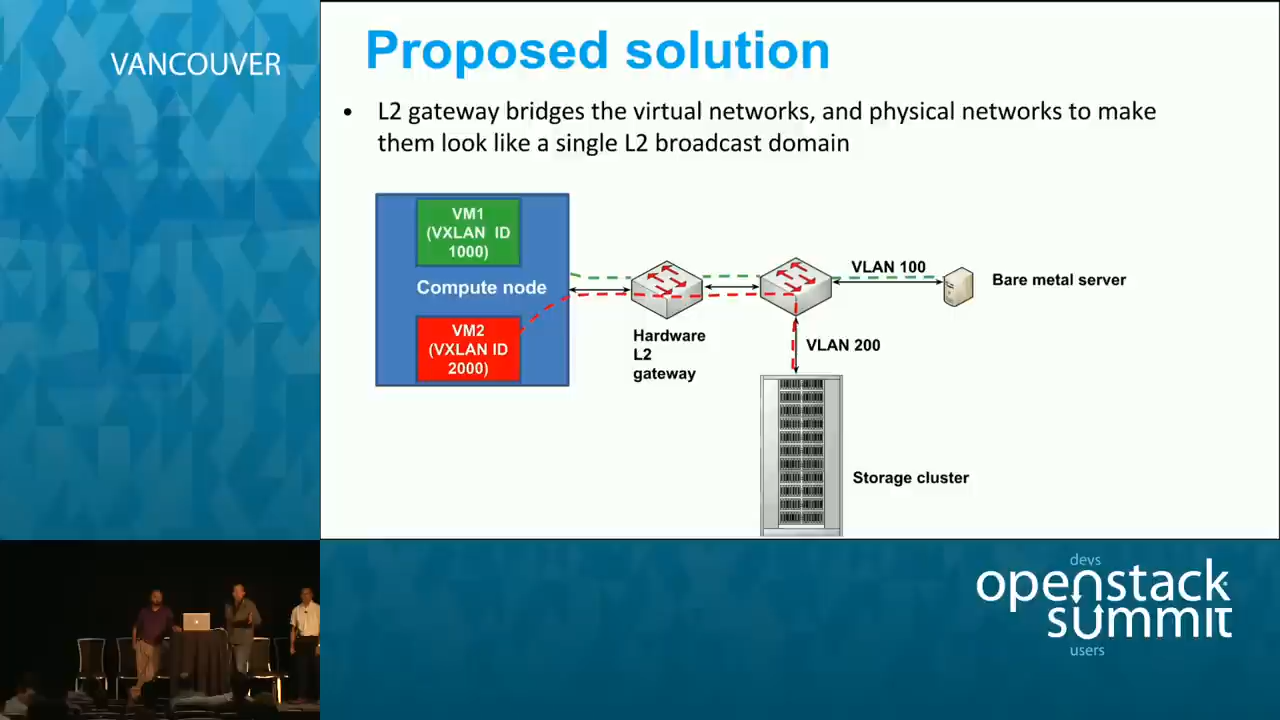 VANCOUVER
Proposed solution
• L2 gateway bridges the virtual networks, and physical networks to make
them look like a single L2 broadcast domain
VM1
(VXLAN ID
1000)
Compute node
VM2
(VXLAN ID
2000)
Hardware
L2
gateway
VLAN 100
Bare metal server
VLAN 200
Storage cluster
devs
openstack
summit
users